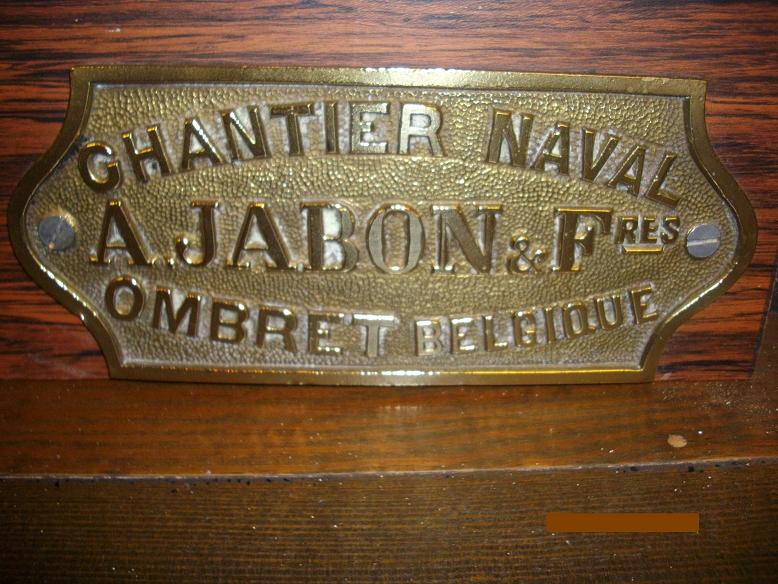 CHANTIER NAVAL
A. JABON & FRES
OMBRET BELGIQUE